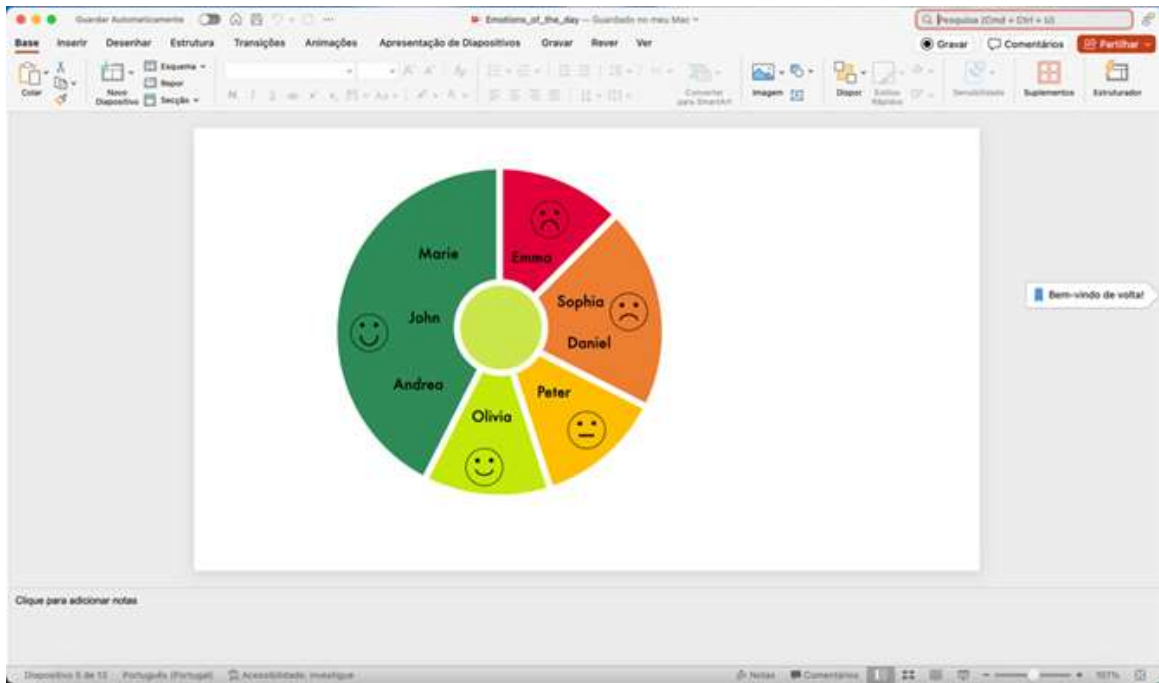 Guardar Automaticamente
Emotions_of_the_day — Guardado no meu Mac
Pesquisa (Cmd + Ctrl + U)
Base Inserir Desenhar Estrutura Transições Animações Apresentação de Diapositivos Gravar Rever Ver
Gravar Comentários Partilhar
Colar
Novo Diapositivo
Esquema
Repor
Secção
Converter para SmartArt
Imagem
Dispor
Estilos Rápidos
Sensibilidade
Suplementos
Estruturador
Marie
Emma
John
Sophia
Daniel
Andrea
Peter
Olivia
Bem-vindo de volta!
Clique para adicionar notas
Diapositivo 5 de 13 Português (Portugal) Acessibilidade: investigue
Notas Comentários 107%